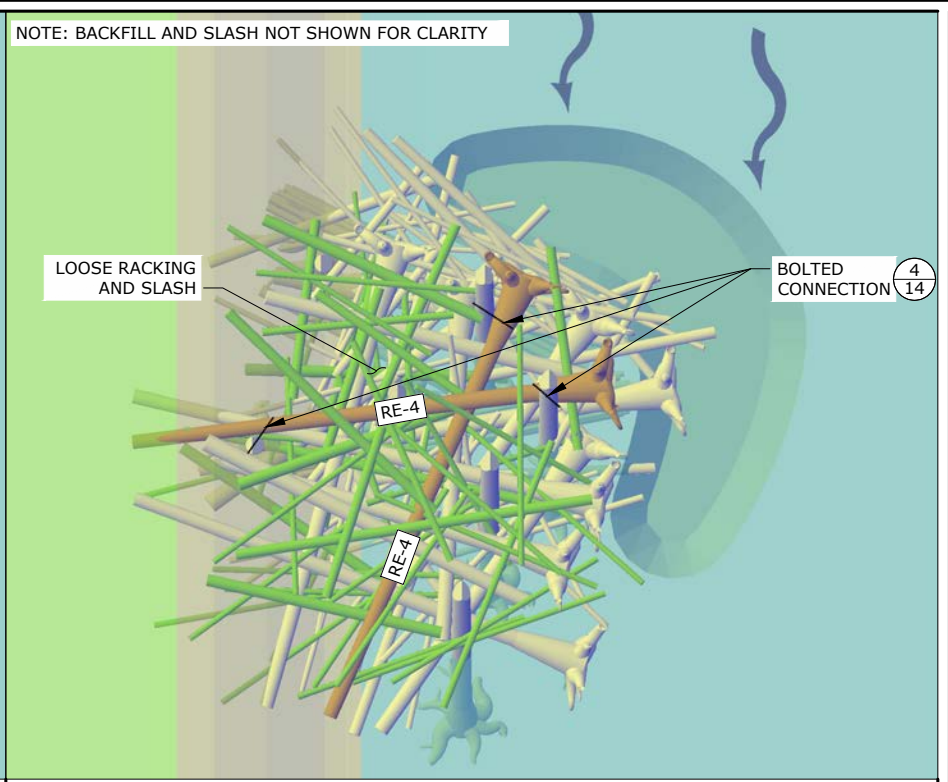 NOTE: BACKFILL AND SLASH NOT SHOWN FOR CLARITY
LOOSE RACKING
AND SLASH
BOLTED
CONNECTION
4
14
RE-4
RE-4